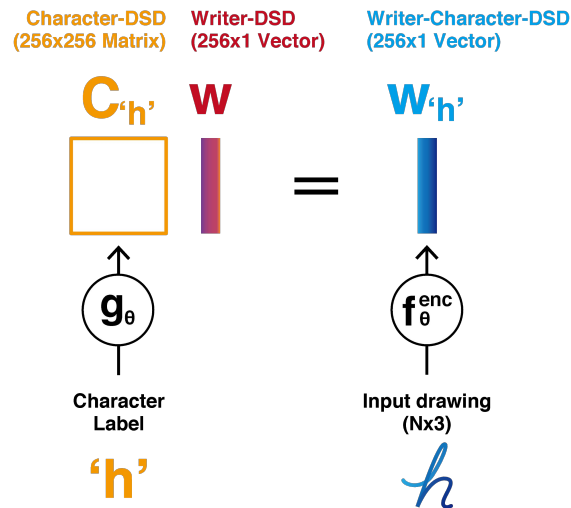 Character-DSD
(256x256 Matrix)
Writer-DSD
(256x1 Vector)
Writer-Character-DSD
(256x1 Vector)
C‘h’
w
w‘h’
=
gθ
fθenc
Character
Label
Input drawing
(Nx3)
‘h’
h